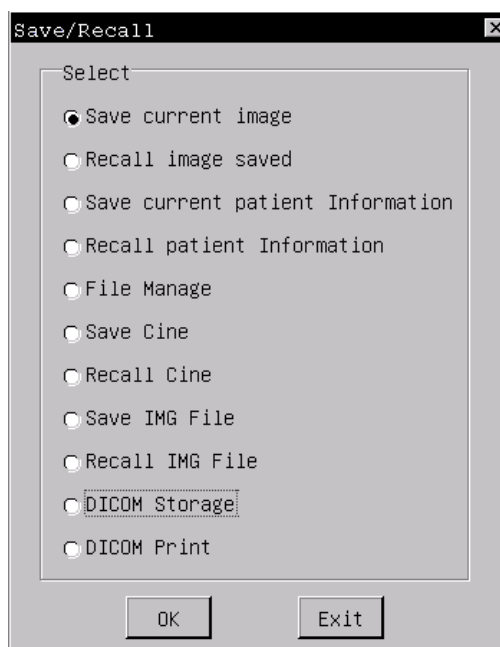 Save/Recall
Select
Save current image
Recall image saved
Save current patient Information
Recall patient Information
File Manage
Save Cine
Recall Cine
Save IMG File
Recall IMG File
DICOM Storage
DICOM Print
OK
Exit